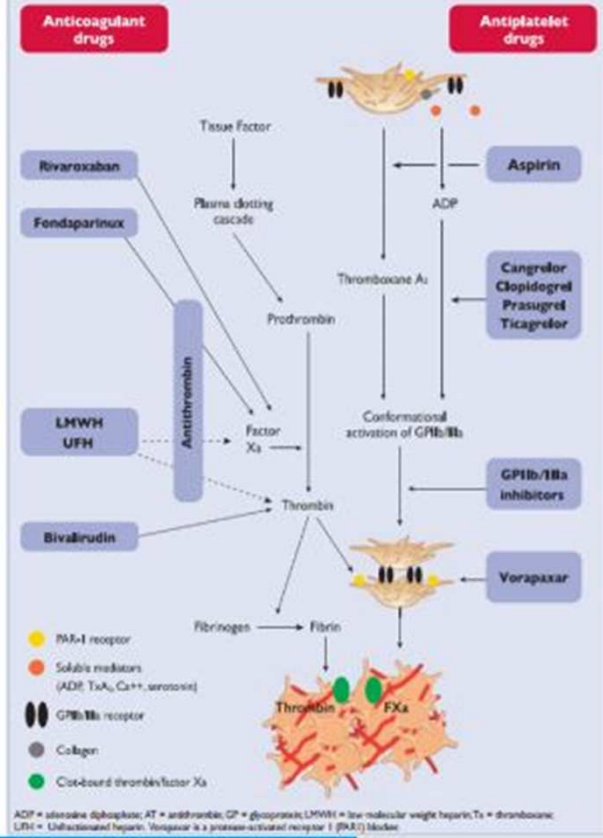 Anticoagulant
drugs
Antiplatelet
drugs
Tissue Factor
Rivaroxaban
Aspirin
Plasma clotting
cascade
ADP
Fondaparinux
Cangrelor
Clopidogrel
Prasugrel
Ticagrelor
Thromboxane A₂
Prothrombin
Antithrombin
LMWH
UFH
Factor
Xa
Conformational
activation of GPIIb/IIIa
GPIIb/IIIa
inhibitors
Thrombin
Bivalirudin
Vorapaxar
Fibrinogen
Fibrin
PAR-1 receptor
Soluble mediators
(ADP, TxA₂, Ca++, serotonin)
GPIIb/IIIa receptor
Collagen
Clot-bound thrombin/factor Xa
Thrombin
FXa
ADP = adenosine diphosphate; AT = antithrombin; GP = glycoprotein; LMWH = low-molecular weight heparin; Tx = thromboxane;
UFH = Unfractionated heparin. Vorapaxar is a protease-activated receptor 1 (PAR1) blocker.